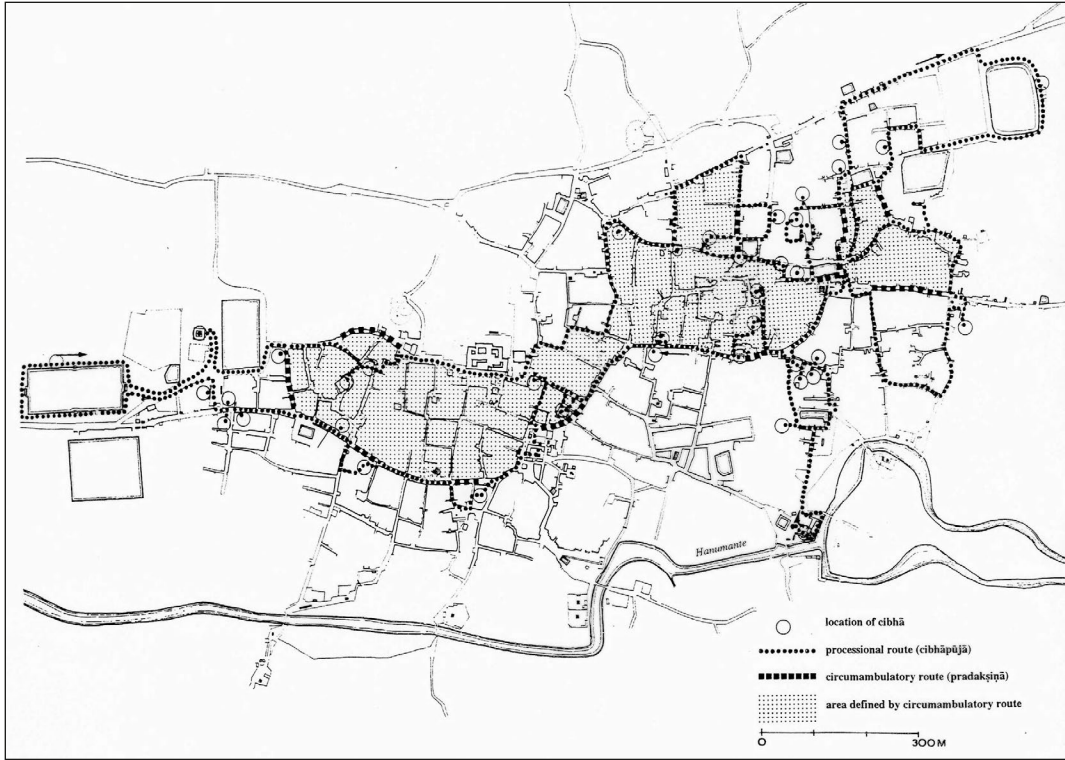 Hanumante
location of cibhā
processional route (cibhāpūjā)
circumambulatory route (pradakṣiṇā)
area defined by circumambulatory route
0 300M